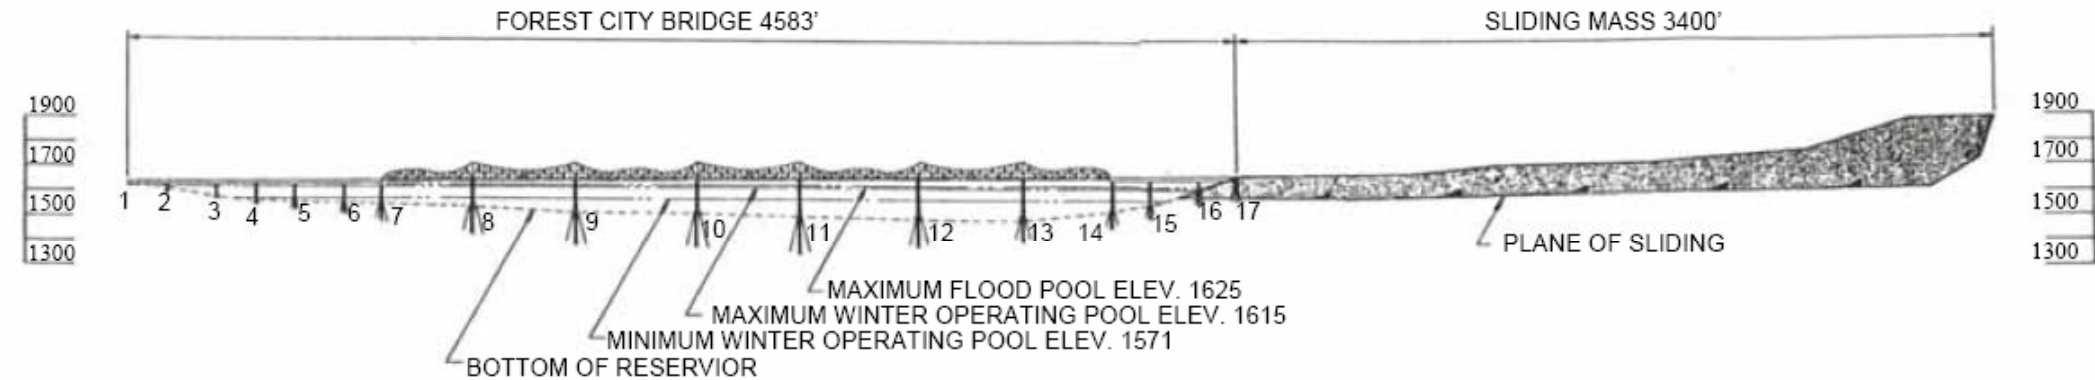 FOREST CITY BRIDGE 4583'
SLIDING MASS 3400'
1900
1700
1500
1300
1900
1700
1500
1300
1 2 3 4 5 6 7 8 9 10 11 12 13 14 15 16 17
PLANE OF SLIDING
MAXIMUM FLOOD POOL ELEV. 1625
MAXIMUM WINTER OPERATING POOL ELEV. 1615
MINIMUM WINTER OPERATING POOL ELEV. 1571
BOTTOM OF RESERVIOR